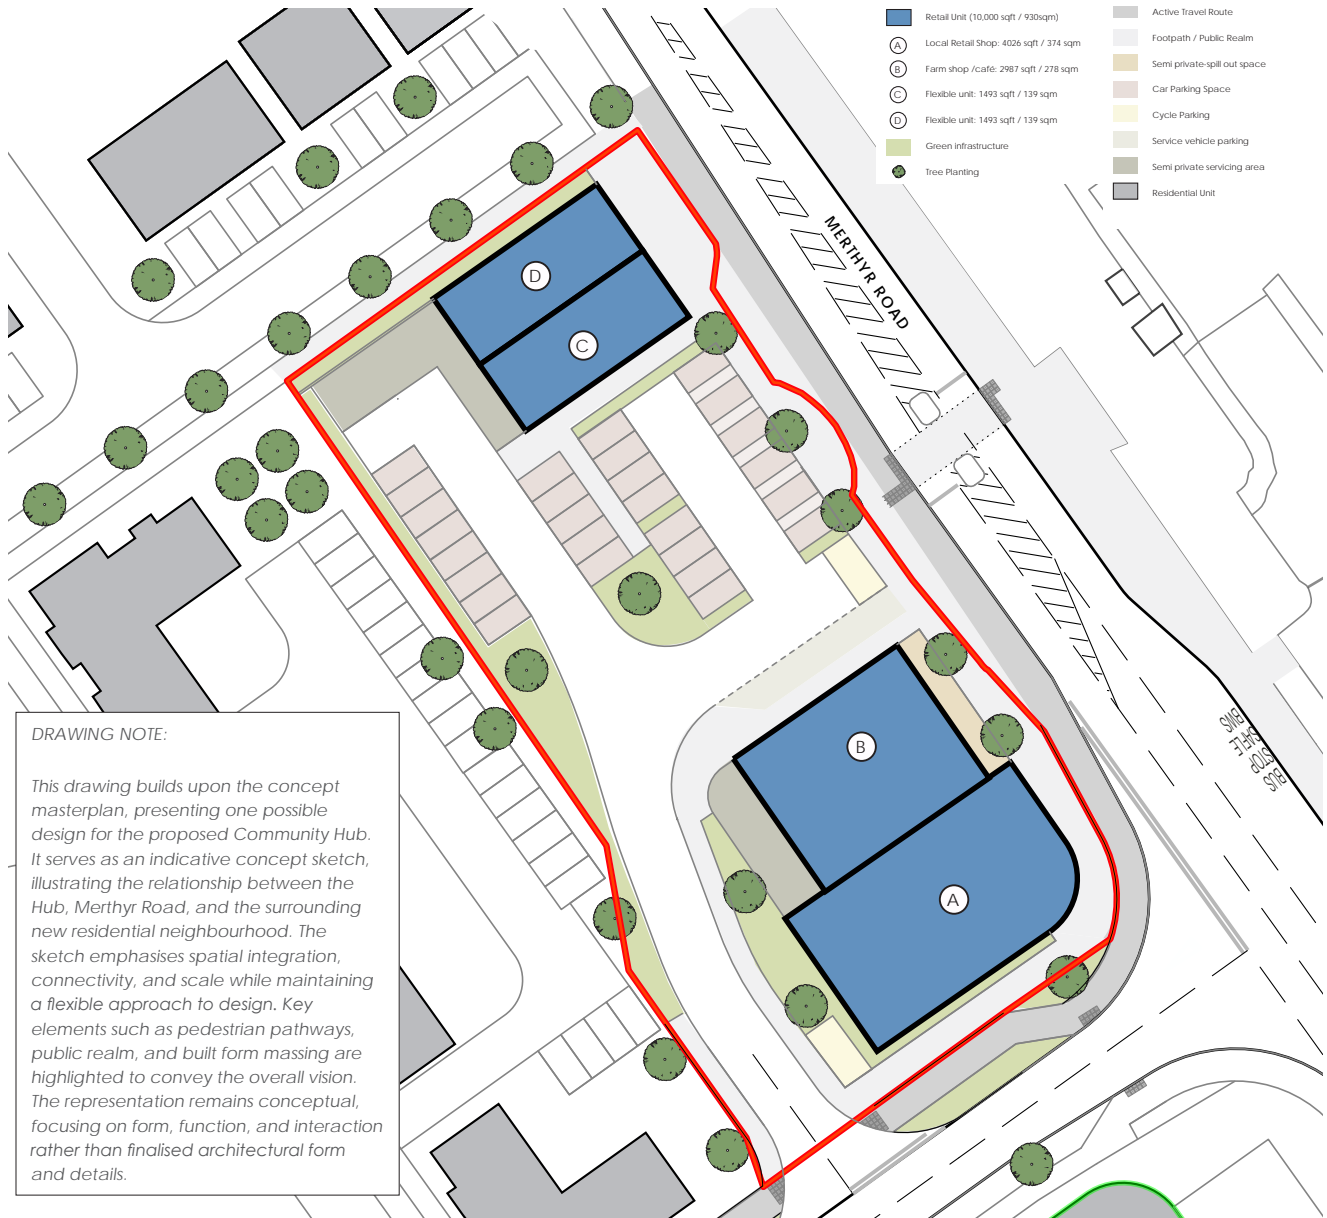 Retail Unit (10,000 sqft / 930sqm)
A Local Retail Shop: 4026 sqft / 374 sqm
B Farm shop /café: 2987 sqft / 278 sqm
C Flexible unit: 1493 sqft / 139 sqm
D Flexible unit: 1493 sqft / 139 sqm
Green infrastructure
Tree Planting
Active Travel Route
Footpath / Public Realm
Semi private-spill out space
Car Parking Space
Cycle Parking
Service vehicle parking
Semi private servicing area
Residential Unit
MERTHYR ROAD
D
C
B
A
BUS
STOP
DRAWING NOTE:
This drawing builds upon the concept
masterplan, presenting one possible
design for the proposed Community Hub.
It serves as an indicative concept sketch,
illustrating the relationship between the
Hub, Merthyr Road, and the surrounding
new residential neighbourhood. The
sketch emphasises spatial integration,
connectivity, and scale while maintaining
a flexible approach to design. Key
elements such as pedestrian pathways,
public realm, and built form massing are
highlighted to convey the overall vision.
The representation remains conceptual,
focusing on form, function, and interaction
rather than finalised architectural form
and details.